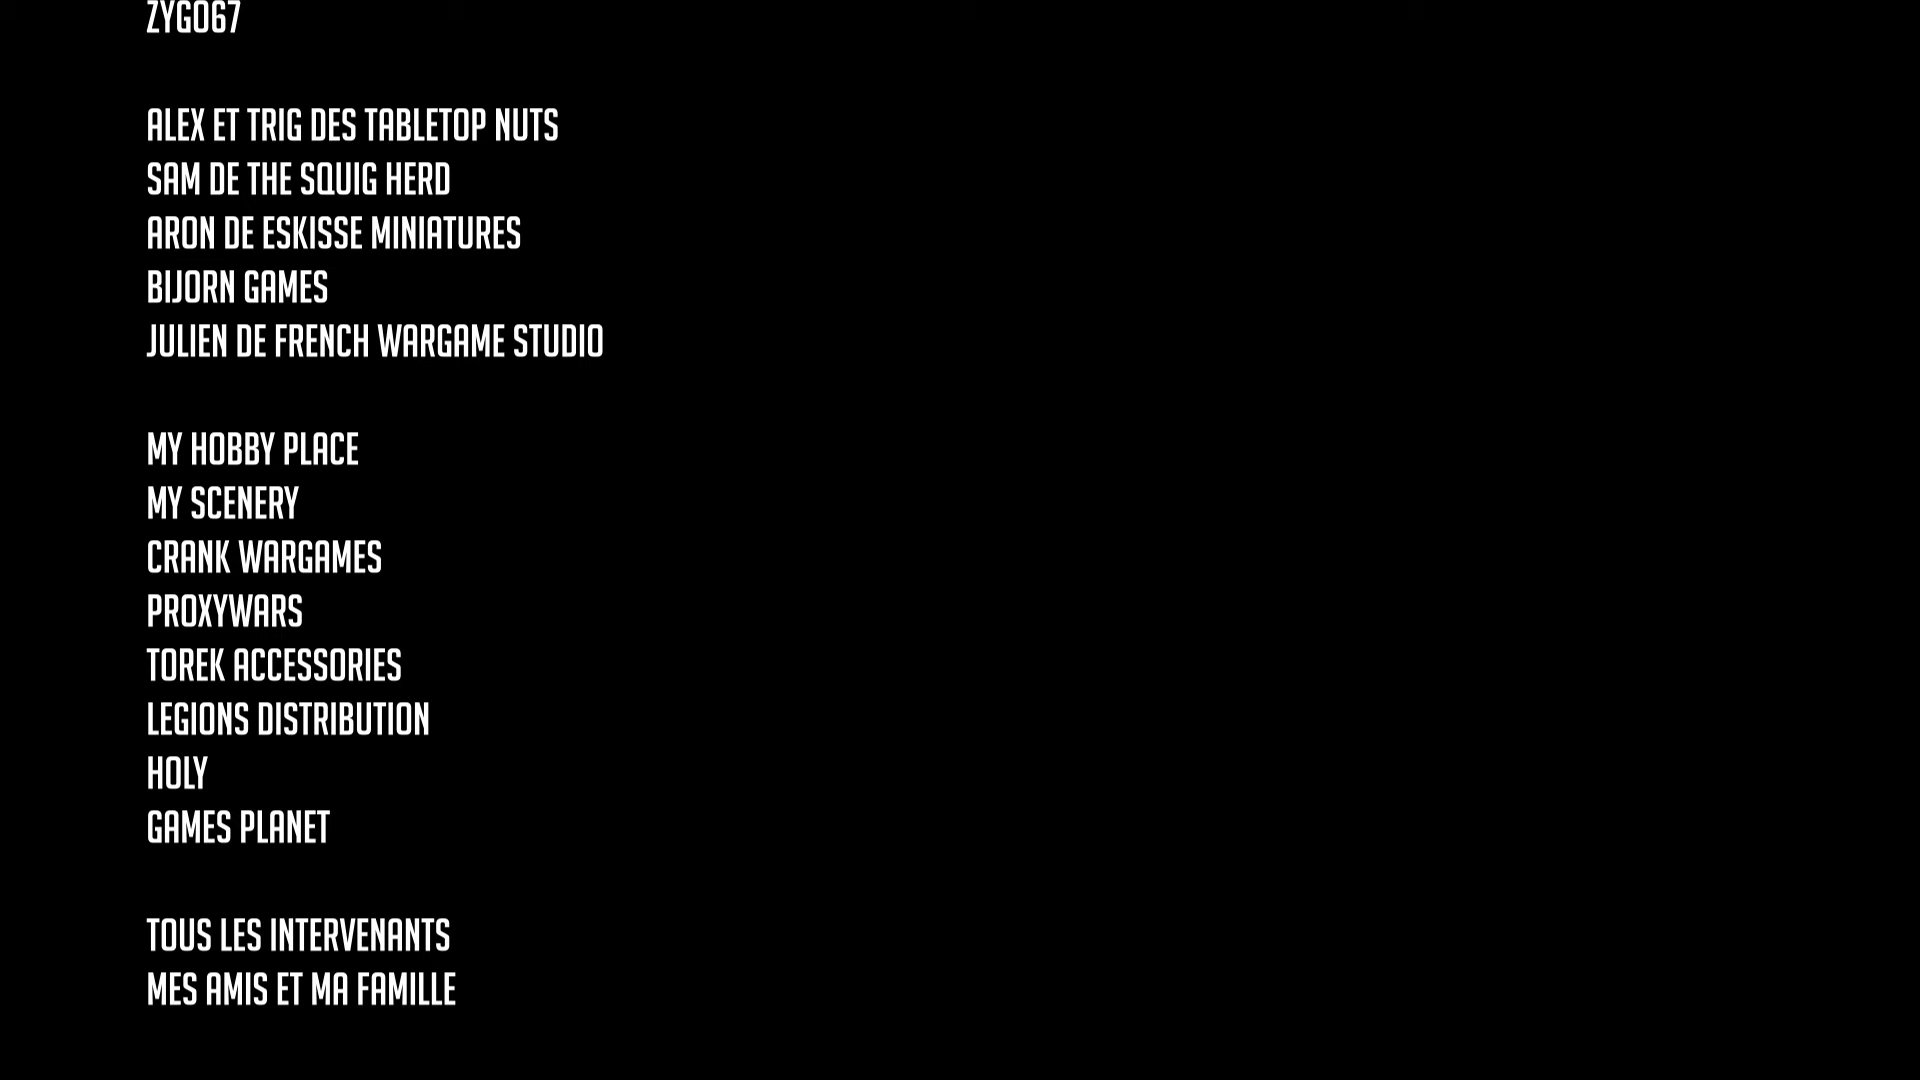 ZYGO67
ALEX ET TRIG DES TABLETOP NUTS
SAM DE THE SQUIG HERD
ARON DE ESKISSE MINIATURES
BIJORN GAMES
JULIEN DE FRENCH WARGAME STUDIO
MY HOBBY PLACE
MY SCENERY
CRANK WARGAMES
PROXYWARS
TOREK ACCESSORIES
LEGIONS DISTRIBUTION
HOLY
GAMES PLANET
TOUS LES INTERVENANTS
MES AMIS ET MA FAMILLE